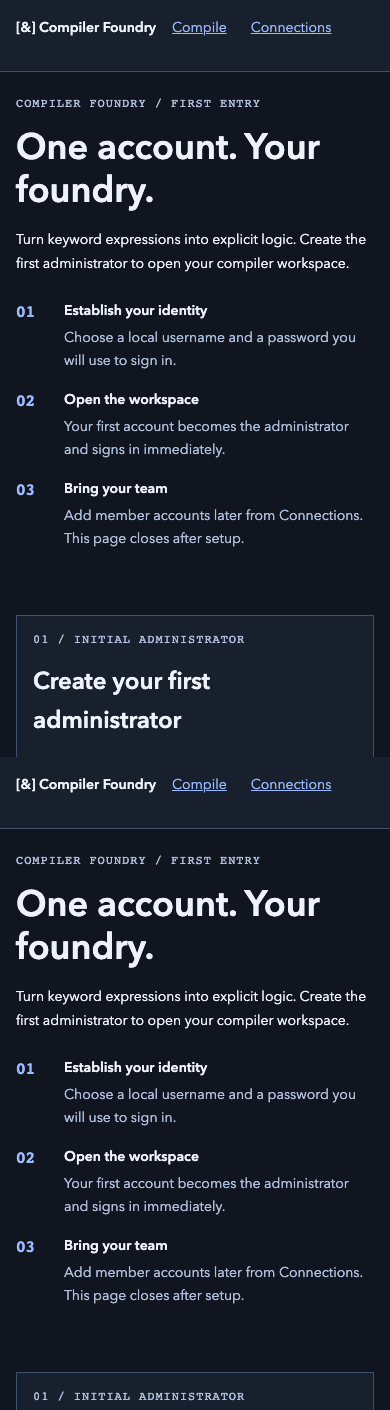 [&] Compiler Foundry Compile Connections
COMPILER FOUNDRY / FIRST ENTRY
One account. Your
foundry.
Turn keyword expressions into explicit logic. Create the
first administrator to open your compiler workspace.
01 Establish your identity
Choose a local username and a password you
will use to sign in.
02 Open the workspace
Your first account becomes the administrator
and signs in immediately.
03 Bring your team
Add member accounts later from Connections.
This page closes after setup.
01 / INITIAL ADMINISTRATOR
Create your first
administrator
[&] Compiler Foundry Compile Connections
COMPILER FOUNDRY / FIRST ENTRY
One account. Your
foundry.
Turn keyword expressions into explicit logic. Create the
first administrator to open your compiler workspace.
01 Establish your identity
Choose a local username and a password you
will use to sign in.
02 Open the workspace
Your first account becomes the administrator
and signs in immediately.
03 Bring your team
Add member accounts later from Connections.
This page closes after setup.
01 / INITIAL ADMINISTRATOR